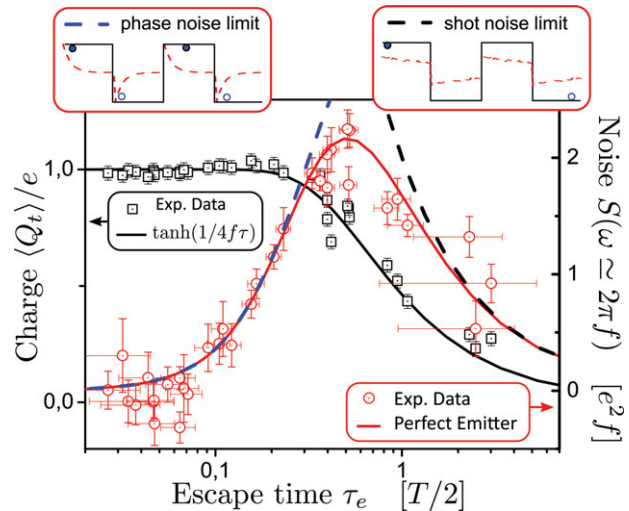 phase noise limit
shot noise limit
Charge ⟨Q_t⟩/e
1,0
0,0
Exp. Data
tanh(1/4fτ)
Exp. Data
Perfect Emitter
2
1
0
Noise S(ω ≃ 2πf) [e²f]
0,1
1
Escape time τ_e [T/2]